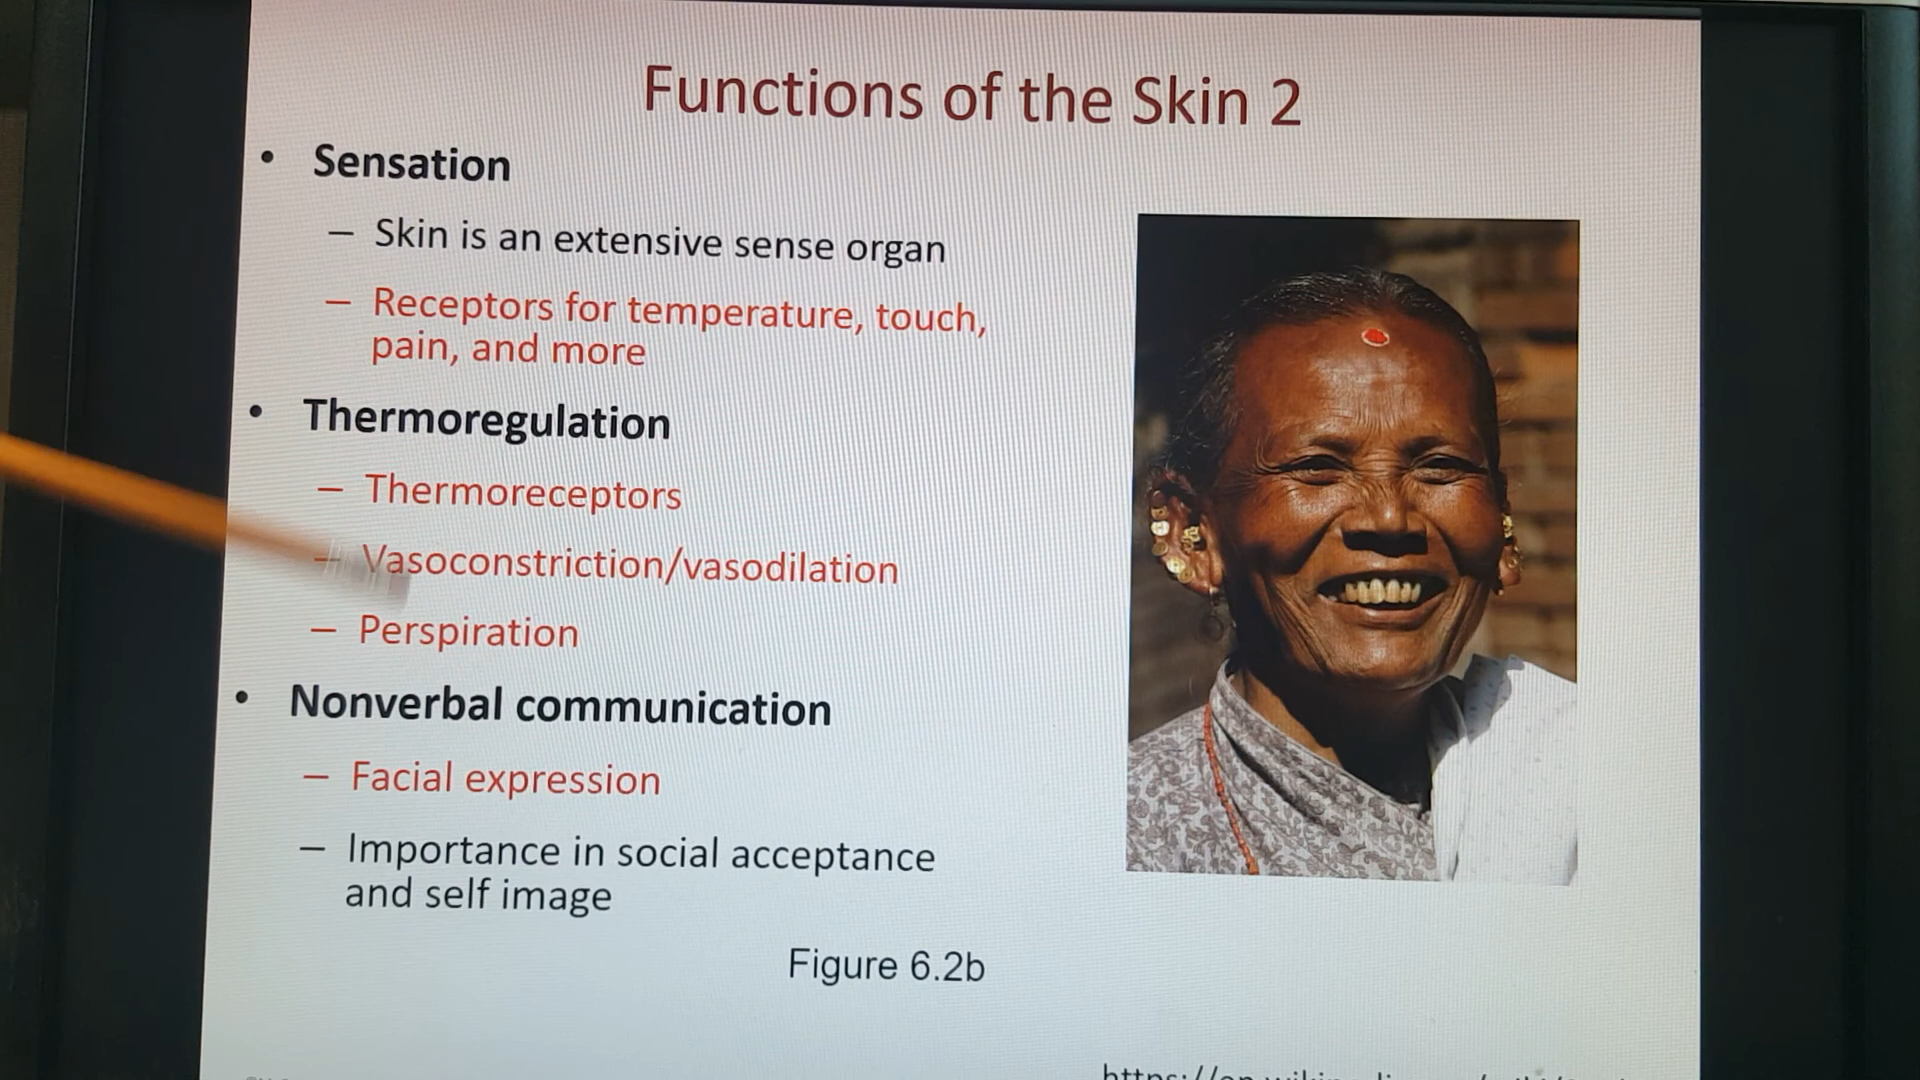 Functions of the Skin 2
• Sensation
– Skin is an extensive sense organ
– Receptors for temperature, touch,
pain, and more
• Thermoregulation
– Thermoreceptors
– Vasoconstriction/vasodilation
– Perspiration
• Nonverbal communication
– Facial expression
– Importance in social acceptance
and self image
Figure 6.2b